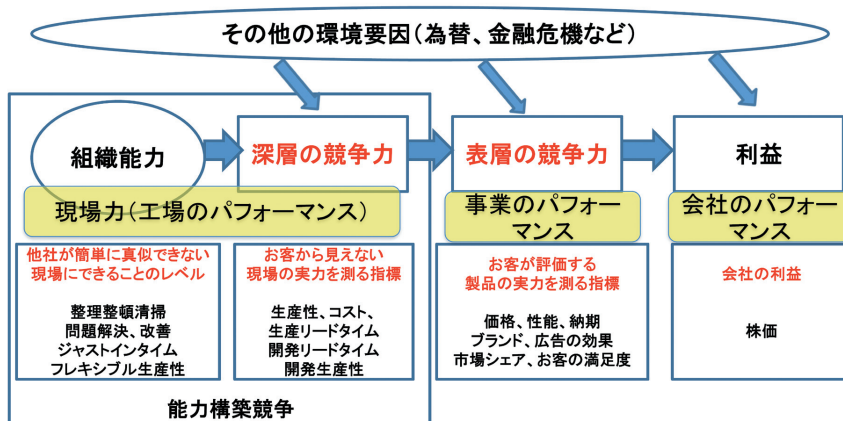 その他の環境要因（為替、金融危機など）
組織能力
深層の競争力
表層の競争力
利益
現場力（工場のパフォーマンス）
事業のパフォー
マンス
会社のパフォー
マンス
他社が簡単に真似できない
現場にできることのレベル
整理整頓清掃
問題解決、改善
ジャストインタイム
フレキシブル生産性
お客から見えない
現場の実力を測る指標
生産性、コスト、
生産リードタイム
開発リードタイム
開発生産性
お客が評価する
製品の実力を測る指標
価格、性能、納期
ブランド、広告の効果
市場シェア、お客の満足度
会社の利益
株価
能力構築競争